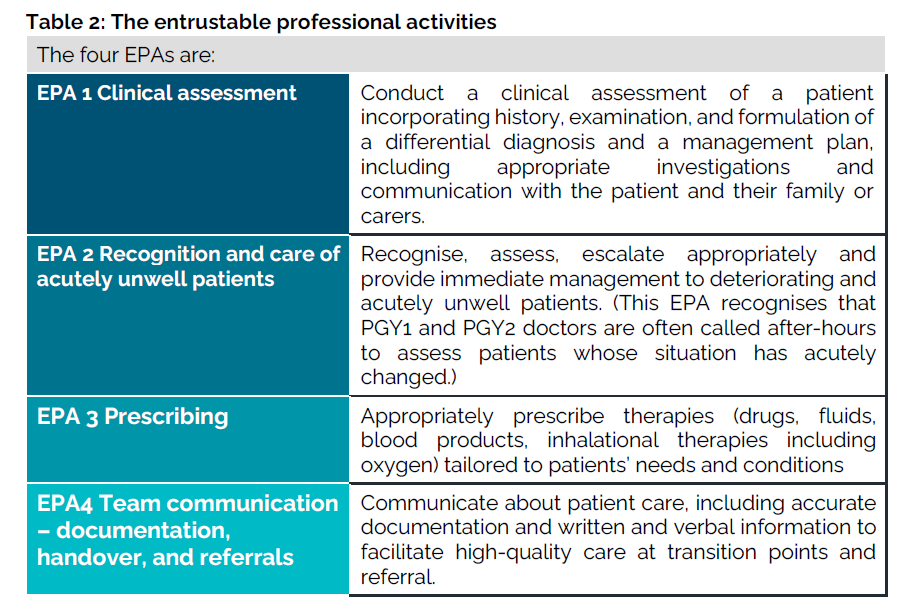 Table 2: The entrustable professional activities
The four EPAs are:
EPA 1 Clinical assessment
Conduct a clinical assessment of a patient
incorporating history, examination, and formulation of
a differential diagnosis and a management plan,
including appropriate investigations and
communication with the patient and their family or
carers.
EPA 2 Recognition and care of
acutely unwell patients
Recognise, assess, escalate appropriately and
provide immediate management to deteriorating and
acutely unwell patients. (This EPA recognises that
PGY1 and PGY2 doctors are often called after-hours
to assess patients whose situation has acutely
changed.)
EPA 3 Prescribing
Appropriately prescribe therapies (drugs, fluids,
blood products, inhalational therapies including
oxygen) tailored to patients' needs and conditions
EPA4 Team communication
– documentation,
handover, and referrals
Communicate about patient care, including accurate
documentation and written and verbal information to
facilitate high-quality care at transition points and
referral.